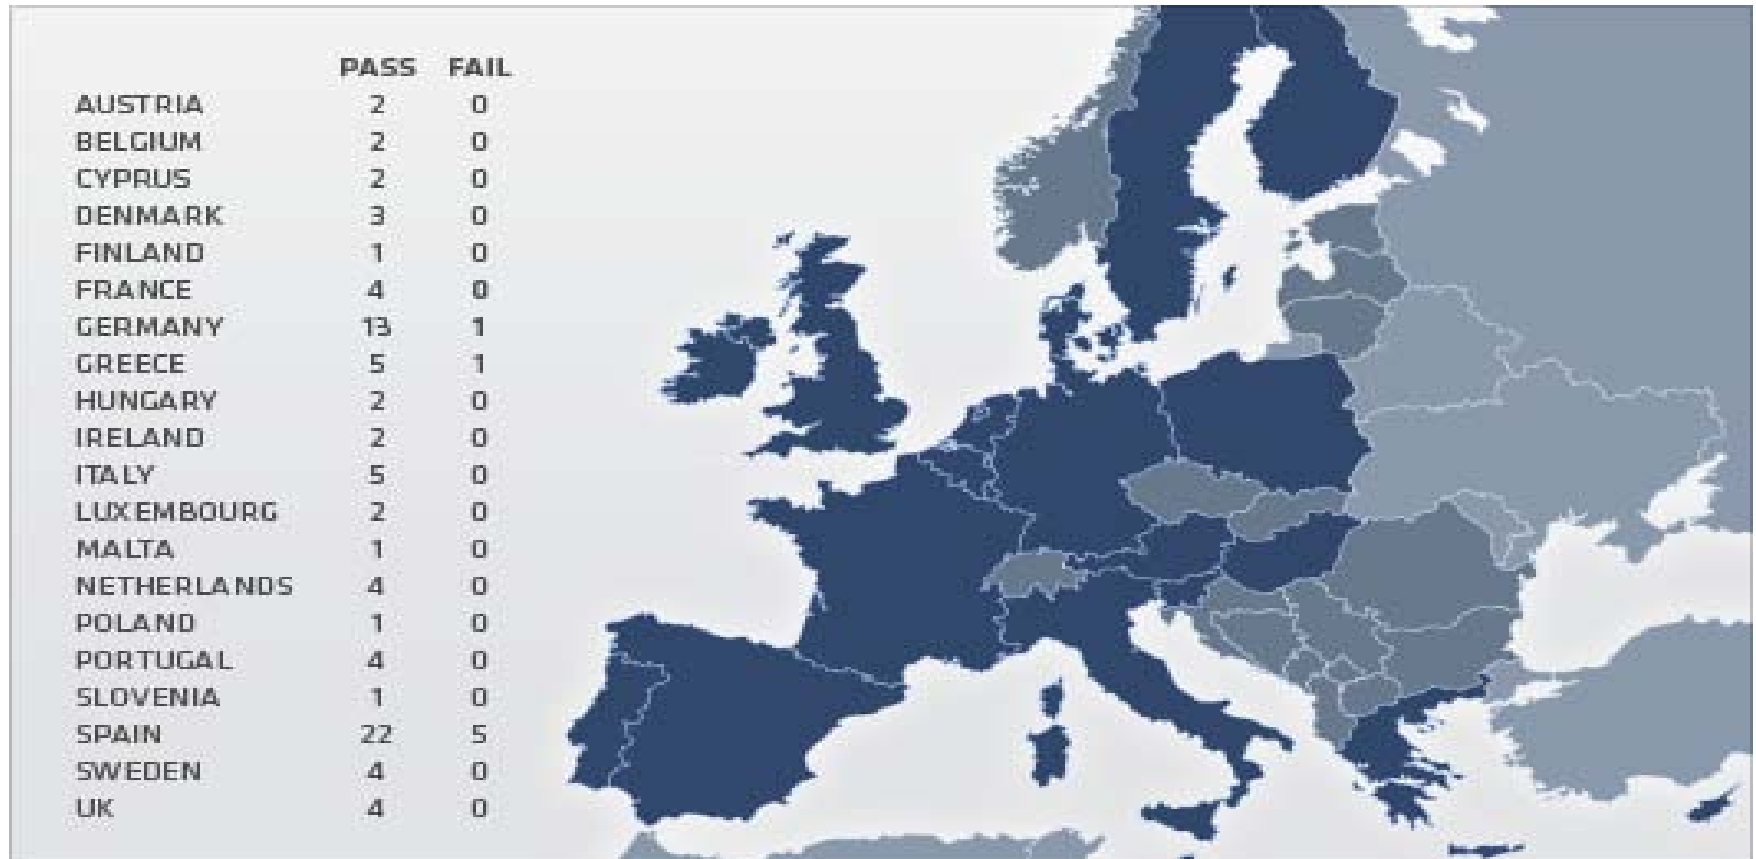 PASS FAIL
AUSTRIA 2 0
BELGIUM 2 0
CYPRUS 2 0
DENMARK 3 0
FINLAND 1 0
FRANCE 4 0
GERMANY 13 1
GREECE 5 1
HUNGARY 2 0
IRELAND 2 0
ITALY 5 0
LUXEMBOURG 2 0
MALTA 1 0
NETHERLANDS 4 0
POLAND 1 0
PORTUGAL 4 0
SLOVENIA 1 0
SPAIN 22 5
SWEDEN 4 0
UK 4 0